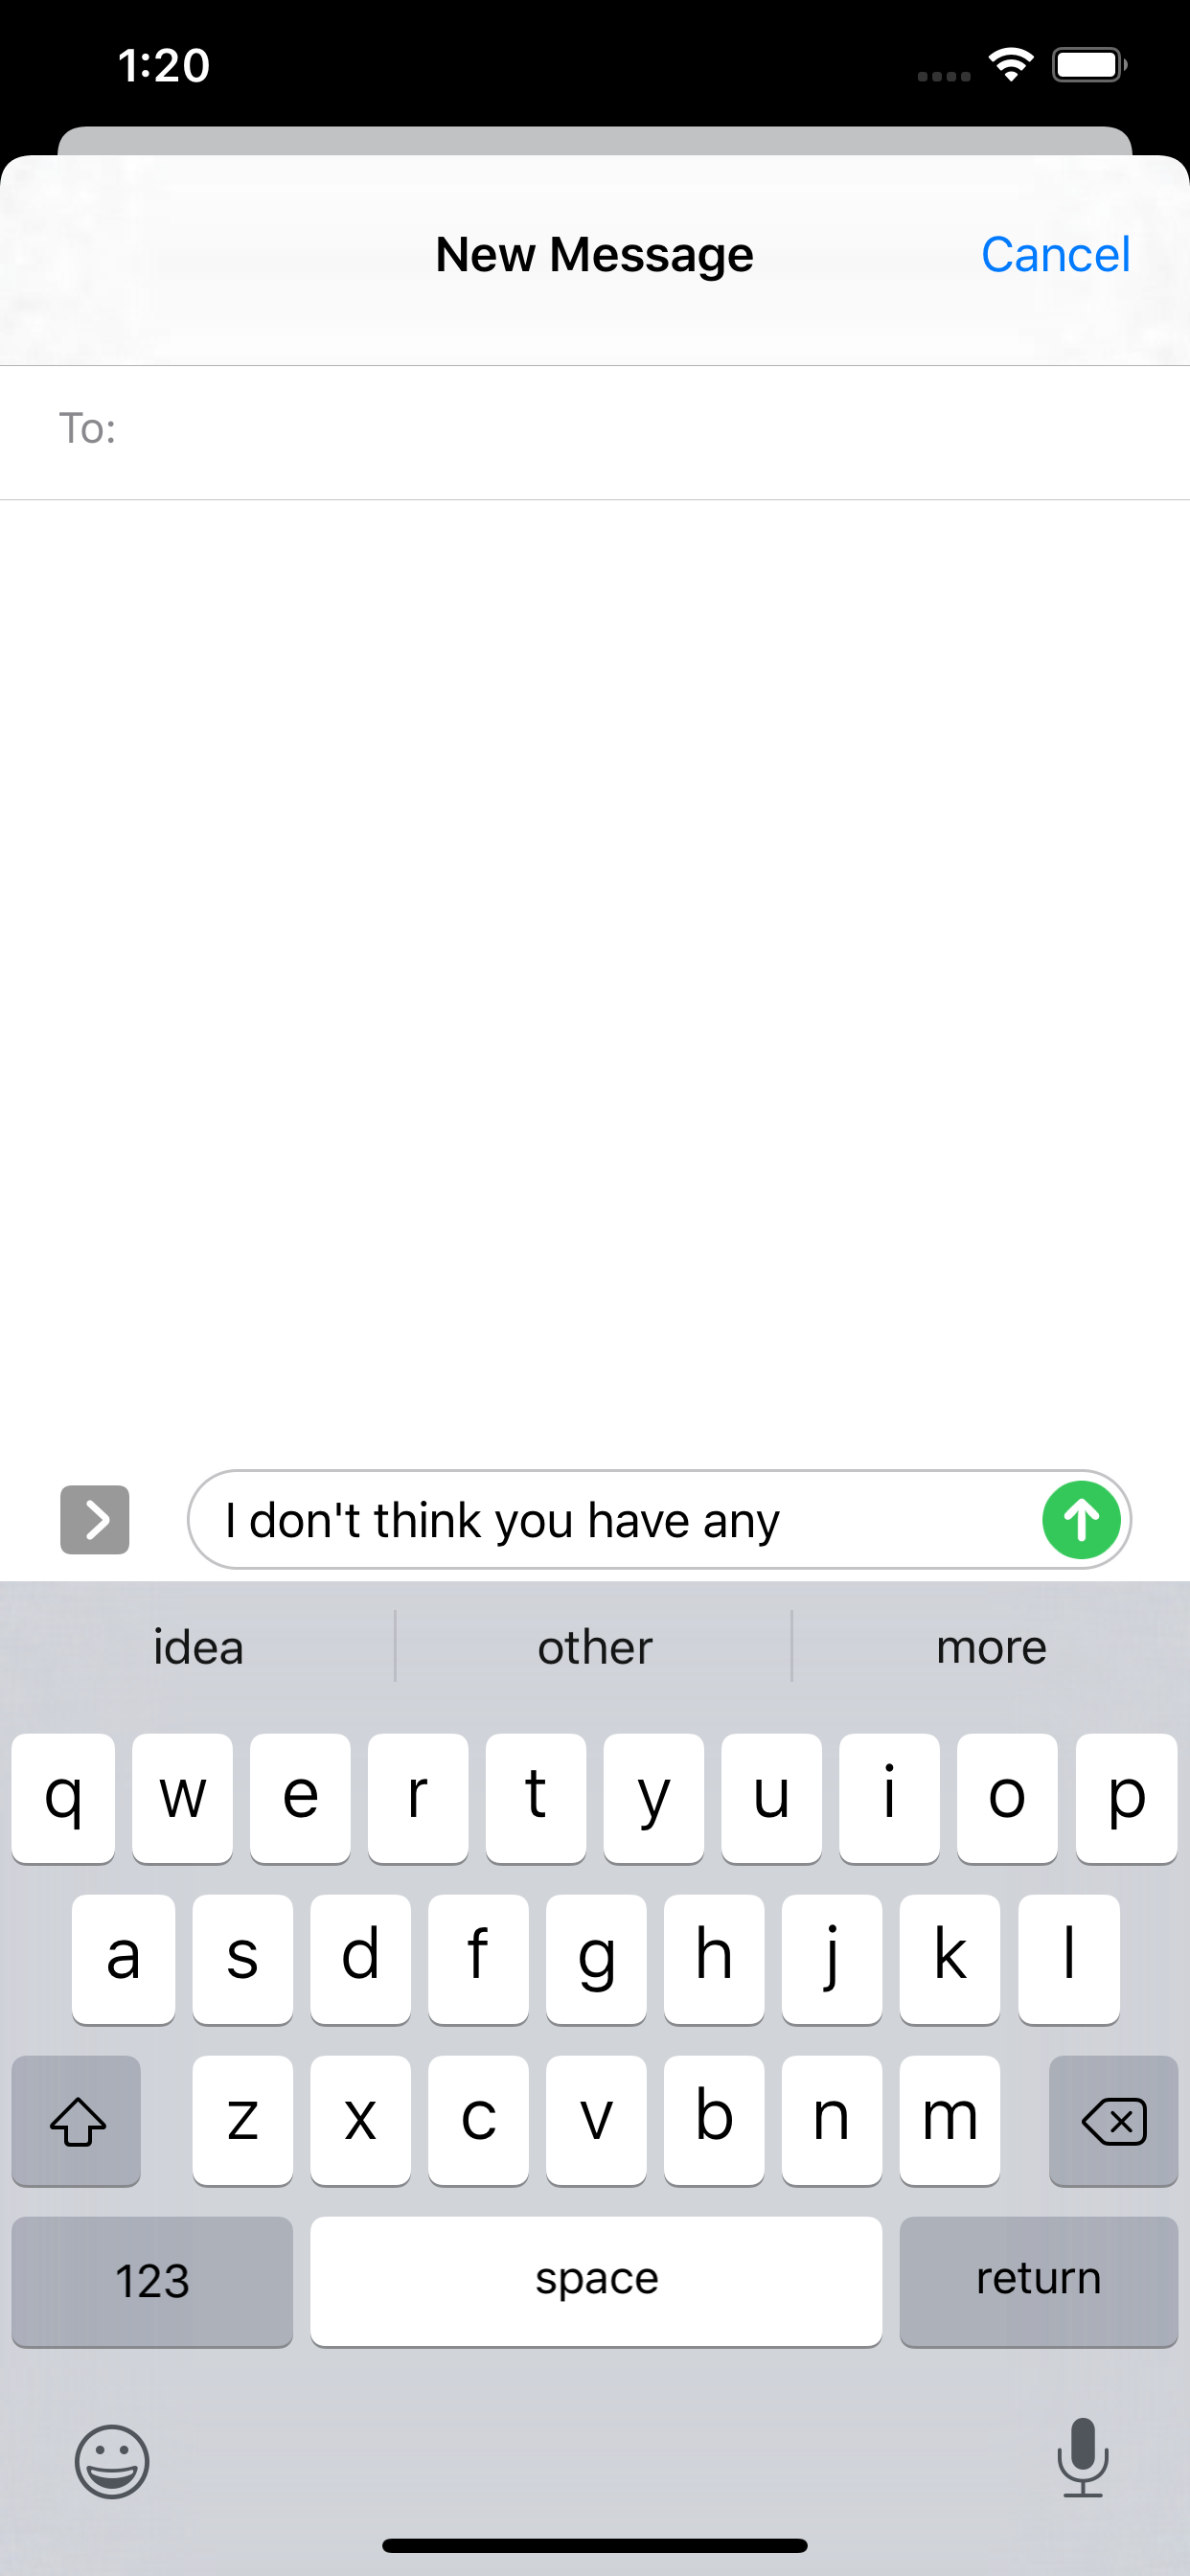 1:20
New Message
Cancel
To:
I don't think you have any
idea
other
more
q w e r t y u i o p
a s d f g h j k l
z x c v b n m
123
space
return